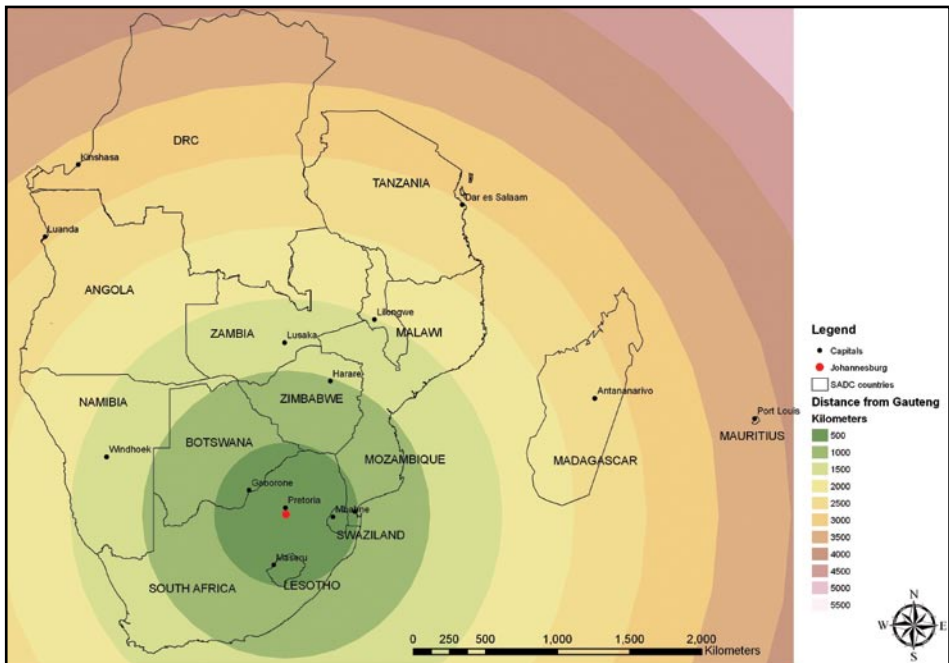 DRC
Kinshasa
TANZANIA
Dar es Salaam
Luanda
ANGOLA
Lilongwe
ZAMBIA
MALAWI
Lusaka
Harare
NAMIBIA
ZIMBABWE
Antananarivo
Port Louis
MAURITIUS
BOTSWANA
Windhoek
MOZAMBIQUE
MADAGASCAR
Gaborone
Pretoria
Mbabne
SWAZILAND
Maseru
SOUTH AFRICA
LESOTHO
Legend
Capitals
Johannesburg
SADC countries
Distance from Gauteng
Kilometers
500
1000
1500
2000
2500
3000
3500
4000
4500
5000
5500
0 250 500 1,000 1,500 2,000
Kilometers
N
W E
S